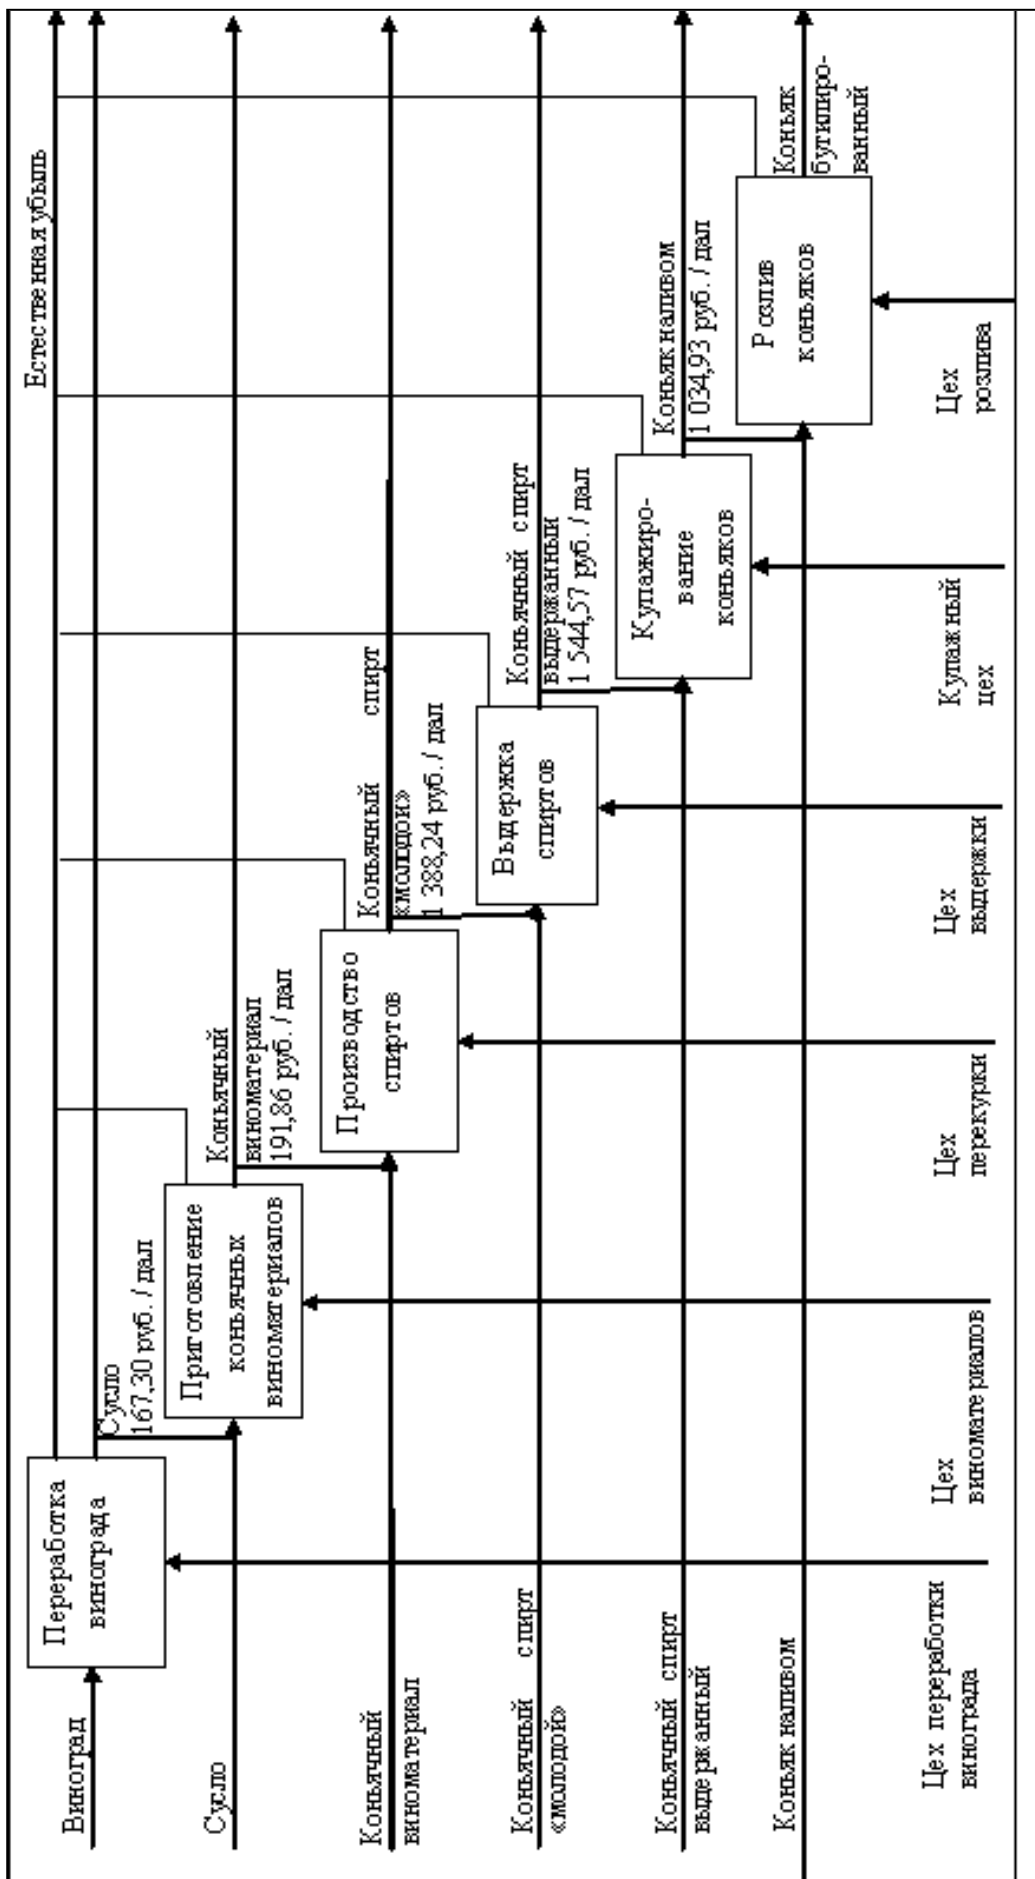 Естественная убыль
Виноград
Переработка
винограда
Сусло
167,30 руб. / дал
Сусло
Приготовление
коньячных
виноматериалов
Коньячный
виноматериал
191,86 руб. / дал
Коньячный
виноматериал
Производство
спиртов
Коньячный спирт
«молодой»
1 388,24 руб. / дал
Коньячный спирт
«молодой»
Выдержка
спиртов
Коньячный спирт
выдержанный
1 544,57 руб. / дал
Коньячный спирт
выдержанный
Купажиро-
вание
коньяков
Коньяк наливом
1 034,93 руб. / дал
Коньяк наливом
Розлив
коньяков
Коньяк
бутилиро-
ванный
Цех переработки
винограда
Цех
виноматериалов
Цех
перекурки
Цех
выдержки
Купажный
цех
Цех
розлива